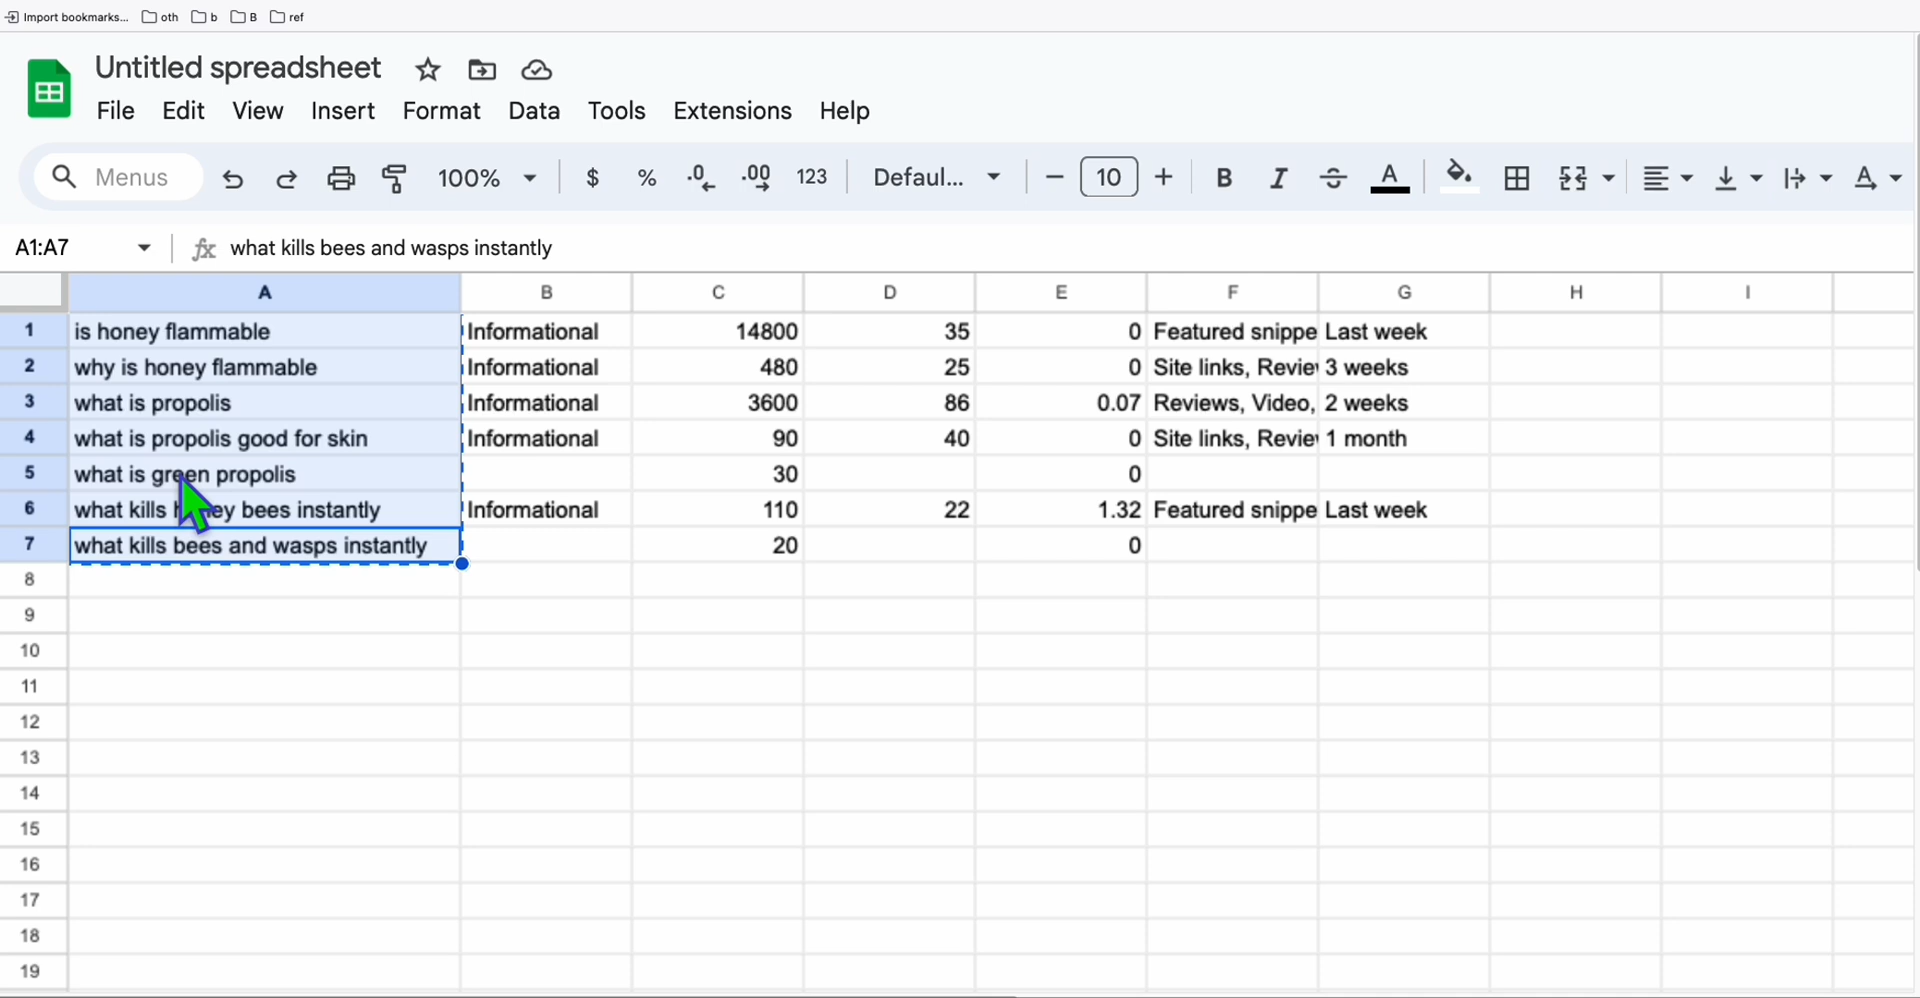 Import bookmarks... oth b B ref
Untitled spreadsheet
File Edit View Insert Format Data Tools Extensions Help
Menus 100% $ % .0 .00 123 Defaul... − 10 + B I A A
A1:A7 fx what kills bees and wasps instantly
A B C D E F G H I
1 is honey flammable Informational 14800 35 0 Featured snippe Last week
2 why is honey flammable Informational 480 25 0 Site links, Review 3 weeks
3 what is propolis Informational 3600 86 0.07 Reviews, Video, 2 weeks
4 what is propolis good for skin Informational 90 40 0 Site links, Review 1 month
5 what is green propolis 30 0
6 what kills honey bees instantly Informational 110 22 1.32 Featured snippe Last week
7 what kills bees and wasps instantly 20 0
8
9
10
11
12
13
14
15
16
17
18
19